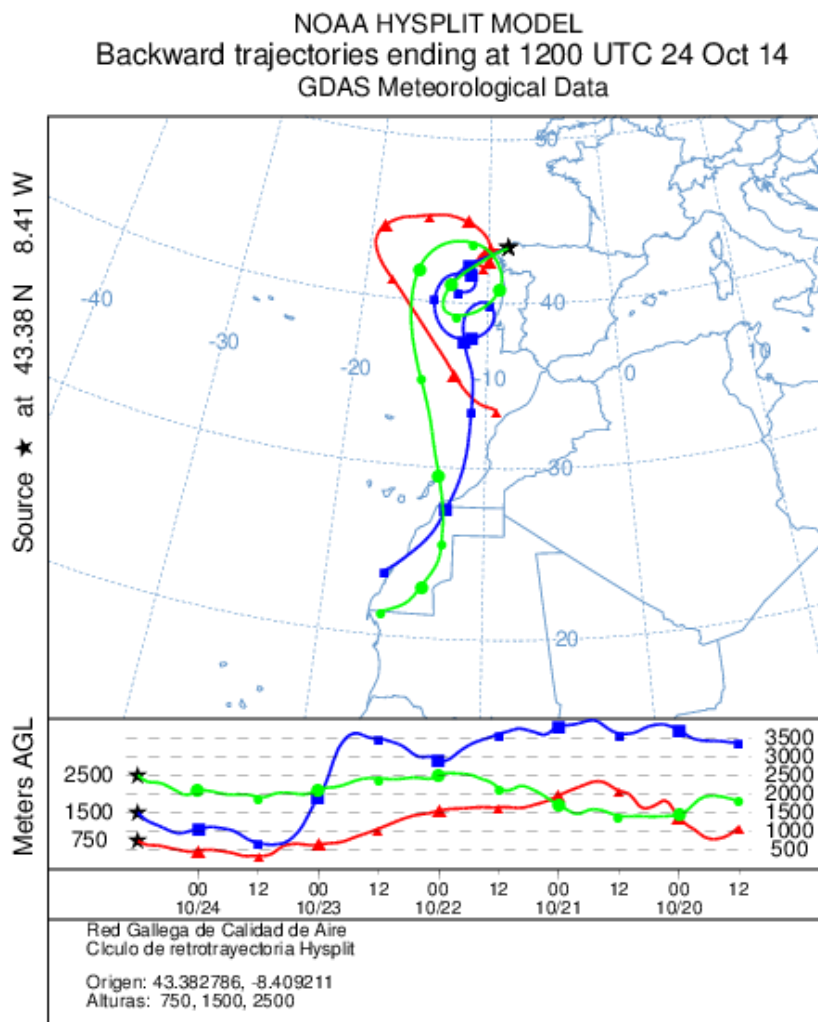 NOAA HYSPLIT MODEL
Backward trajectories ending at 1200 UTC 24 Oct 14
GDAS Meteorological Data
Source ★ at 43.38 N 8.41 W
50
-40
40
-30
-20
-10
0
10
30
20
Meters AGL
2500
1500
750
3500
3000
2500
2000
1500
1000
500
00 12 00 12 00 12 00 12 00 12
10/24 10/23 10/22 10/21 10/20
Red Gallega de Calidad de Aire
Clculo de retrotrayectoria Hysplit
Origen: 43.382786, -8.409211
Alturas: 750, 1500, 2500